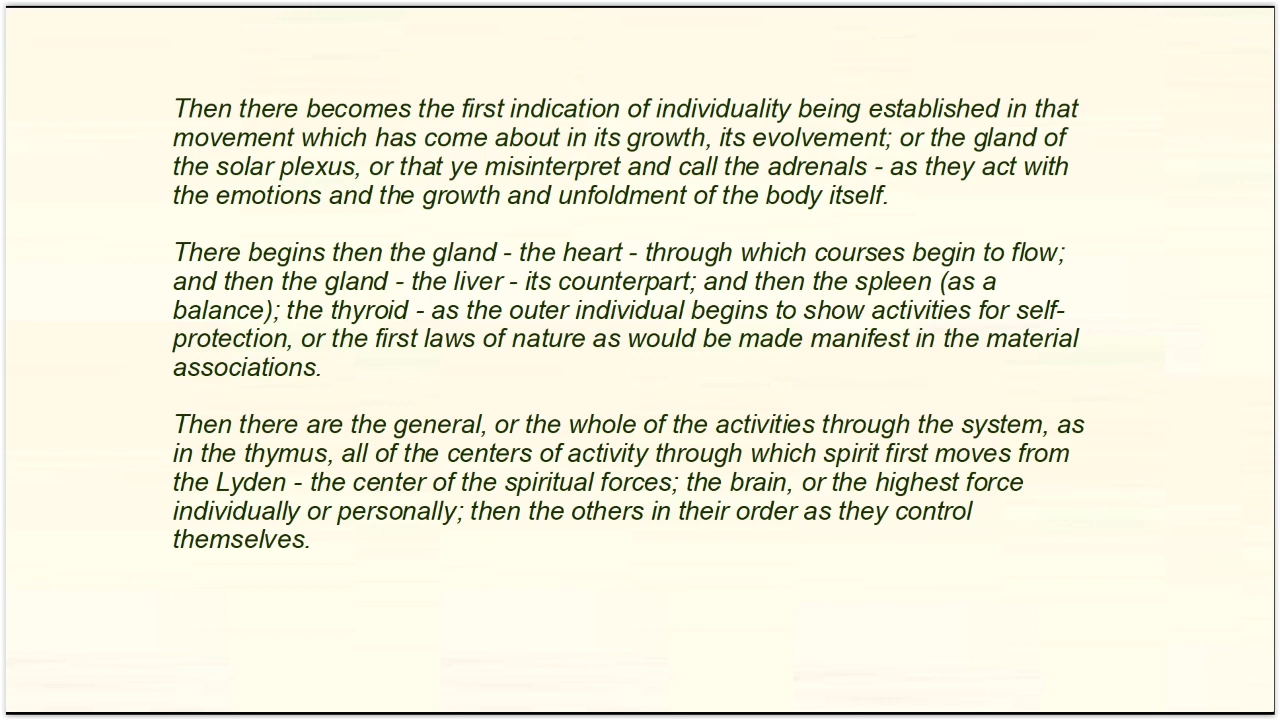 Then there becomes the first indication of individuality being established in that
movement which has come about in its growth, its evolvement; or the gland of
the solar plexus, or that ye misinterpret and call the adrenals - as they act with
the emotions and the growth and unfoldment of the body itself.
There begins then the gland - the heart - through which courses begin to flow;
and then the gland - the liver - its counterpart; and then the spleen (as a
balance); the thyroid - as the outer individual begins to show activities for self-
protection, or the first laws of nature as would be made manifest in the material
associations.
Then there are the general, or the whole of the activities through the system, as
in the thymus, all of the centers of activity through which spirit first moves from
the Lyden - the center of the spiritual forces; the brain, or the highest force
individually or personally; then the others in their order as they control
themselves.